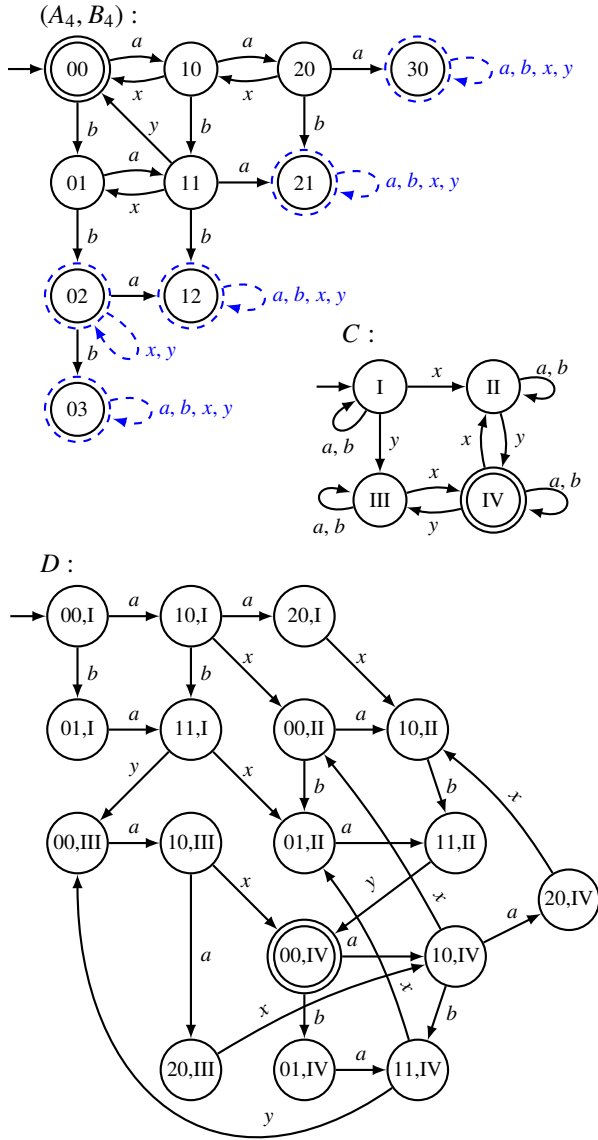 (A₄, B₄) :
00 a 10 a 20 a 30 a, b, x, y
x x
b y b b
01 a 11 a 21 a, b, x, y
x
b b
02 a 12 a, b, x, y
b x, y
03 a, b, x, y
C :
I x II a, b
a, b y x y
III x IV a, b
a, b y
D :
00,I a 10,I a 20,I
b b x x
01,I a 11,I 00,II a 10,II
y x b b x
00,III a 10,III 01,II a 11,II
x y x 20,IV
a 00,IV a 10,IV a
x b x b
20,III 01,IV a 11,IV
y